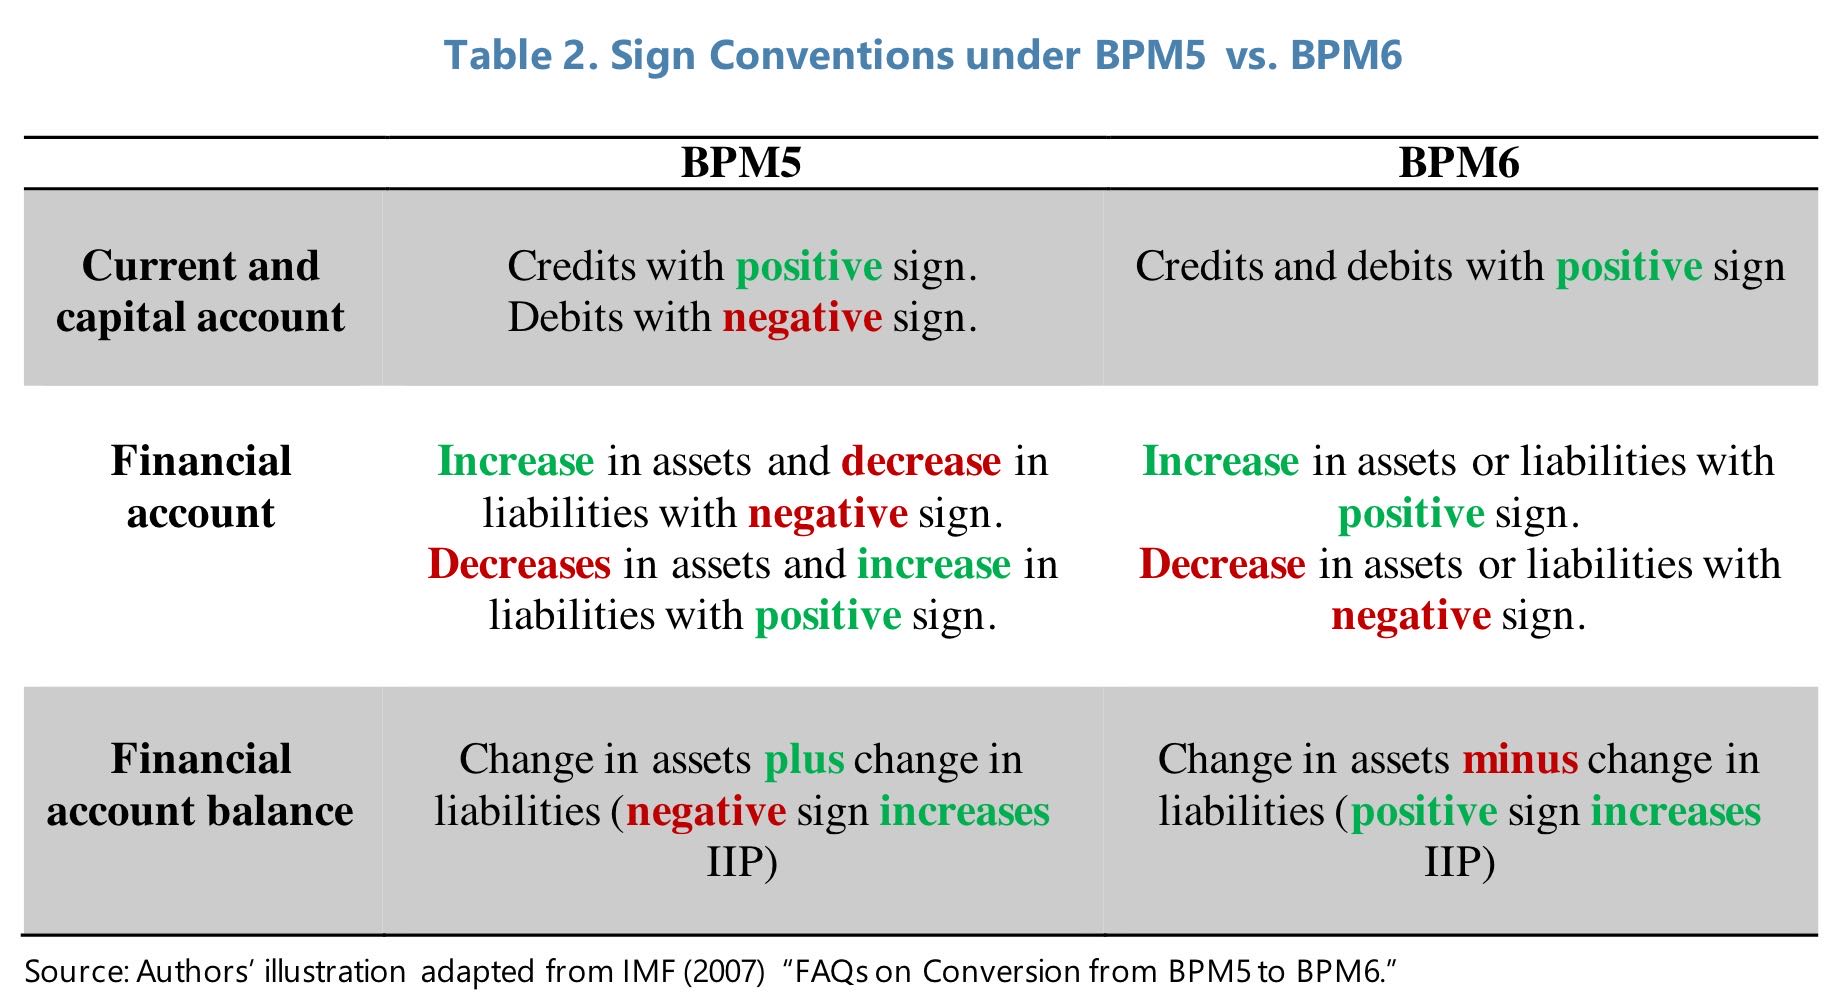 Table 2. Sign Conventions under BPM5 vs. BPM6
BPM5 BPM6
Current and
capital account
Credits with positive sign.
Debits with negative sign.
Credits and debits with positive sign
Financial
account
Increase in assets and decrease in
liabilities with negative sign.
Decreases in assets and increase in
liabilities with positive sign.
Increase in assets or liabilities with
positive sign.
Decrease in assets or liabilities with
negative sign.
Financial
account balance
Change in assets plus change in
liabilities (negative sign increases
IIP)
Change in assets minus change in
liabilities (positive sign increases
IIP)
Source: Authors’ illustration adapted from IMF (2007) “FAQs on Conversion from BPM5 to BPM6.”